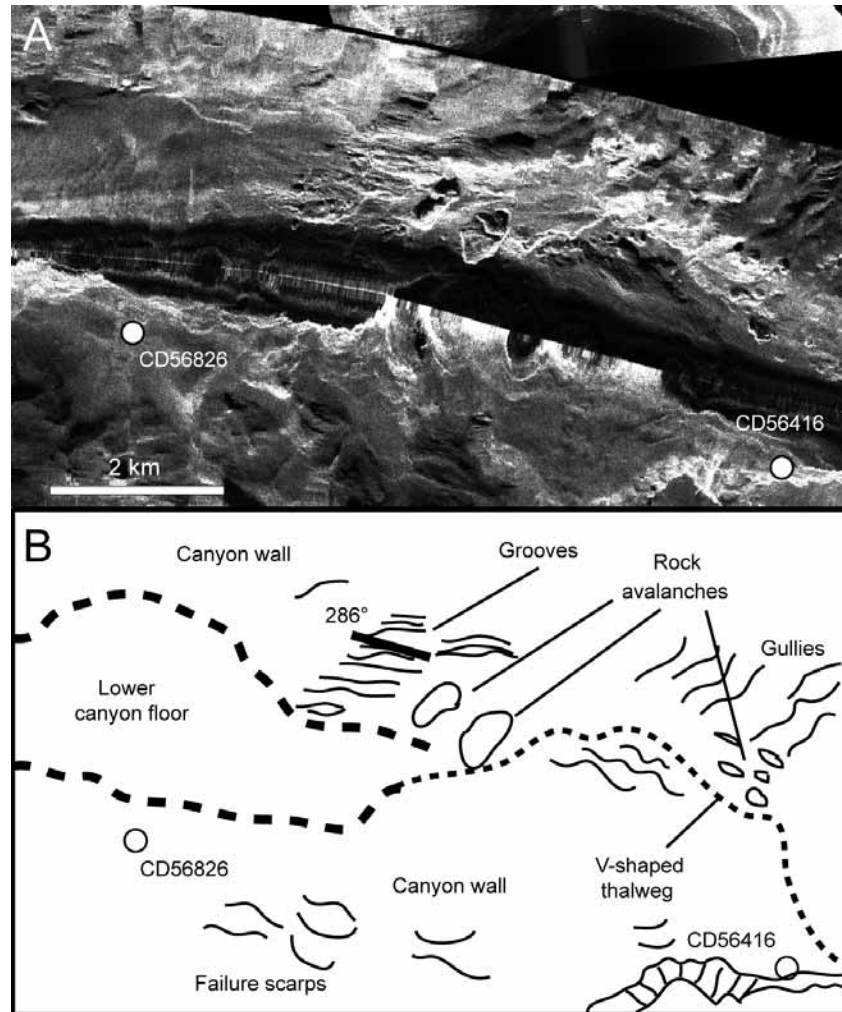 A
CD56826
CD56416
2 km
B
Canyon wall
Grooves
Rock
avalanches
286°
Gullies
Lower
canyon floor
CD56826
Canyon wall
V-shaped
thalweg
CD56416
Failure scarps